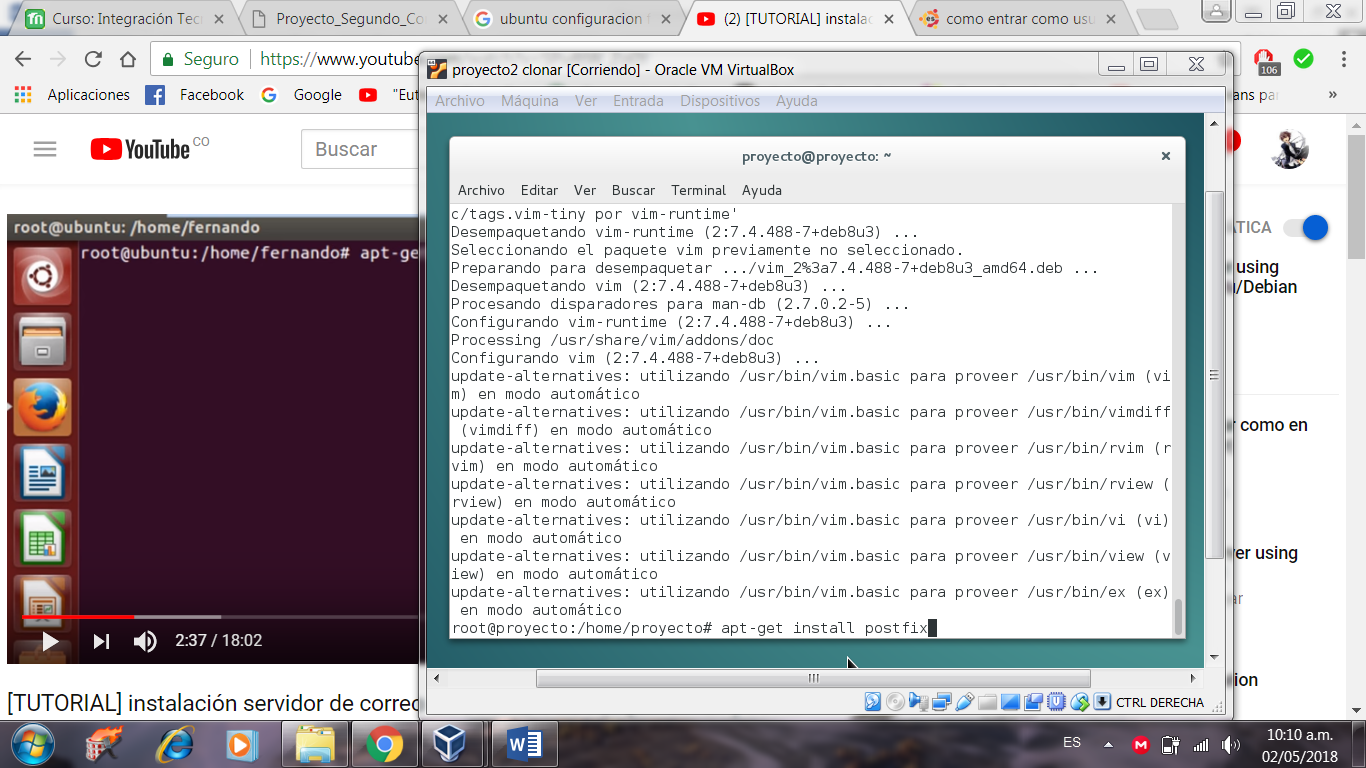 Curso: Integración Tecn
Proyecto_Segundo_Co
ubuntu configuracion f
(2) [TUTORIAL] instalac
como entrar como usu
Seguro
https://www.youtube
106
Aplicaciones
Facebook
Google
"Eut
ans par
»
YouTube CO
Buscar
ÁTICA
root@ubuntu: /home/fernando
root@ubuntu:/home/fernando# apt-ge
2:37 / 18:02
[TUTORIAL] instalación servidor de correo
using
u/Debian
r como en
ver using
ar
ion
proyecto2 clonar [Corriendo] - Oracle VM VirtualBox
Archivo Máquina Ver Entrada Dispositivos Ayuda
proyecto@proyecto: ~
Archivo Editar Ver Buscar Terminal Ayuda
c/tags.vim-tiny por vim-runtime'
Desempaquetando vim-runtime (2:7.4.488-7+deb8u3) ...
Seleccionando el paquete vim previamente no seleccionado.
Preparando para desempaquetar .../vim_2%3a7.4.488-7+deb8u3_amd64.deb ...
Desempaquetando vim (2:7.4.488-7+deb8u3) ...
Procesando disparadores para man-db (2.7.0.2-5) ...
Configurando vim-runtime (2:7.4.488-7+deb8u3) ...
Processing /usr/share/vim/addons/doc
Configurando vim (2:7.4.488-7+deb8u3) ...
update-alternatives: utilizando /usr/bin/vim.basic para proveer /usr/bin/vim (vi
m) en modo automático
update-alternatives: utilizando /usr/bin/vim.basic para proveer /usr/bin/vimdiff
(vimdiff) en modo automático
update-alternatives: utilizando /usr/bin/vim.basic para proveer /usr/bin/rvim (r
vim) en modo automático
update-alternatives: utilizando /usr/bin/vim.basic para proveer /usr/bin/rview (
rview) en modo automático
update-alternatives: utilizando /usr/bin/vim.basic para proveer /usr/bin/vi (vi)
en modo automático
update-alternatives: utilizando /usr/bin/vim.basic para proveer /usr/bin/view (v
iew) en modo automático
update-alternatives: utilizando /usr/bin/vim.basic para proveer /usr/bin/ex (ex)
en modo automático
root@proyecto:/home/proyecto# apt-get install postfix
CTRL DERECHA
ES
10:10 a.m.
02/05/2018